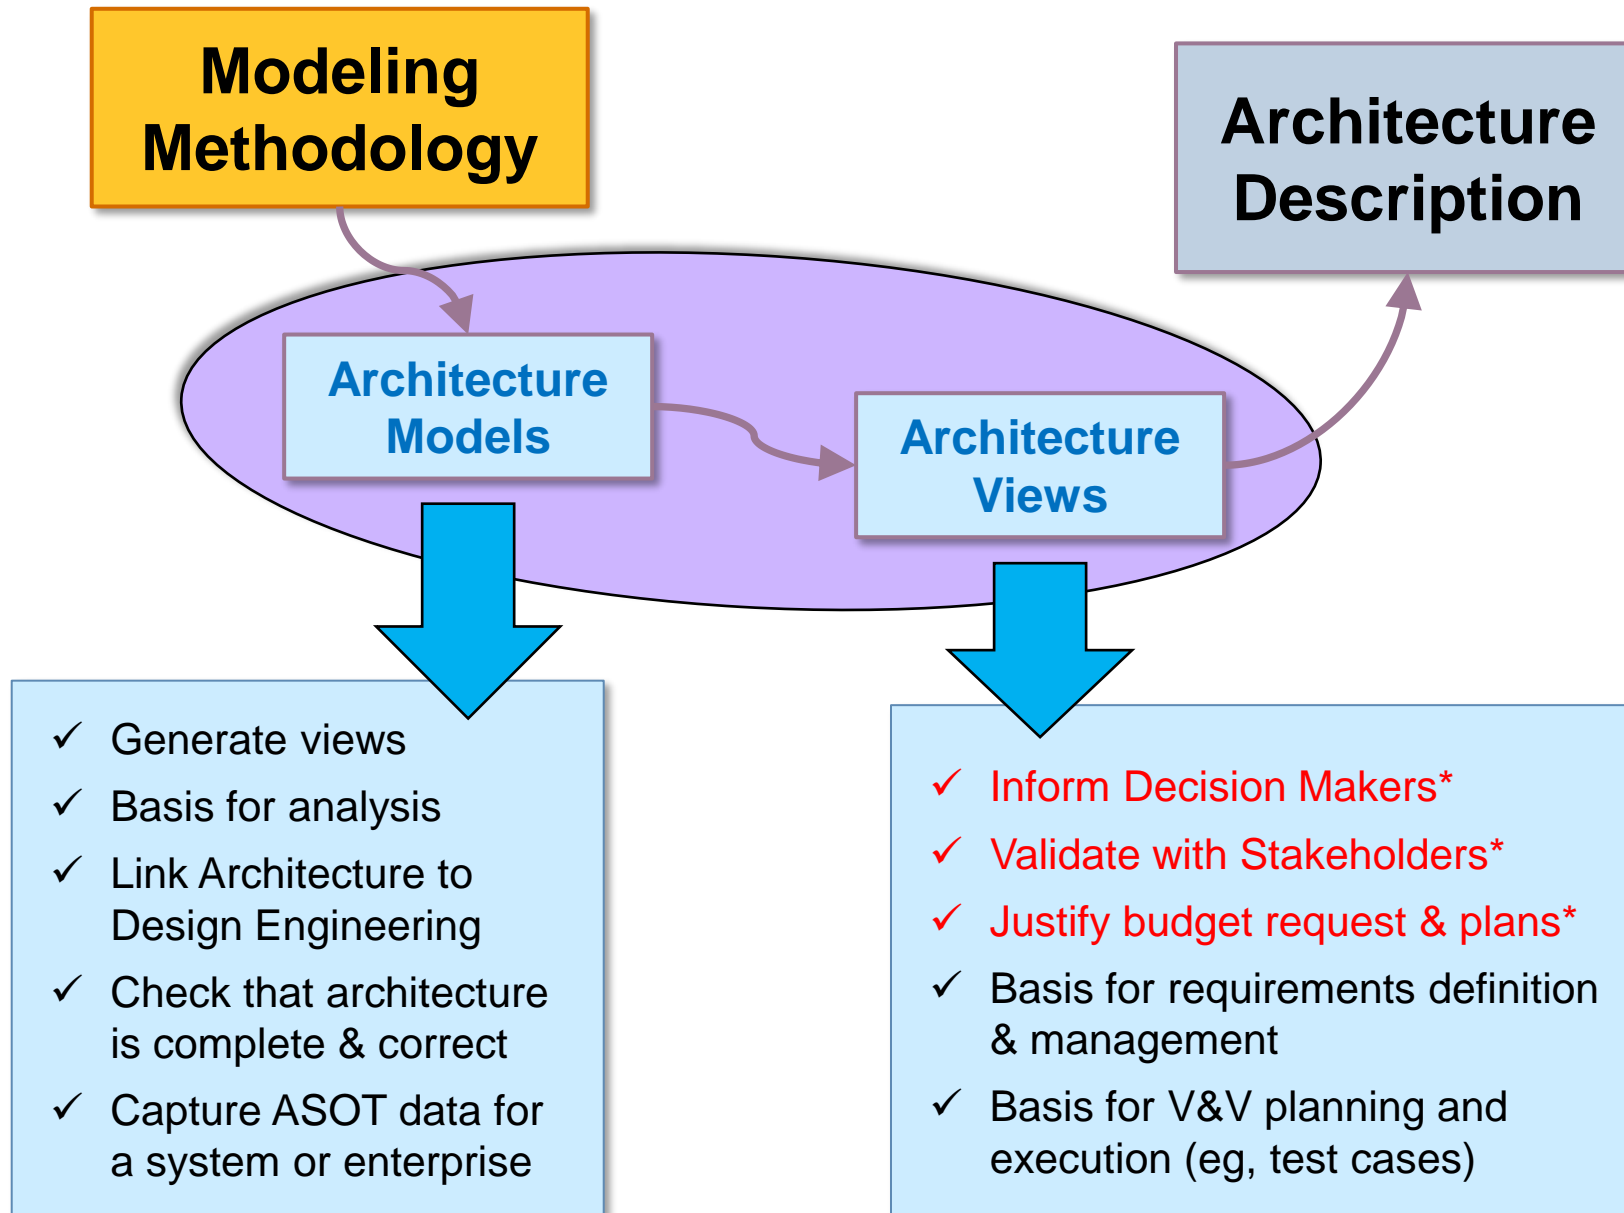 Modeling
Methodology
Architecture
Description
Architecture
Models
Architecture
Views
✓ Generate views
✓ Basis for analysis
✓ Link Architecture to
Design Engineering
✓ Check that architecture
is complete & correct
✓ Capture ASOT data for
a system or enterprise
✓ Inform Decision Makers*
✓ Validate with Stakeholders*
✓ Justify budget request & plans*
✓ Basis for requirements definition
& management
✓ Basis for V&V planning and
execution (eg, test cases)